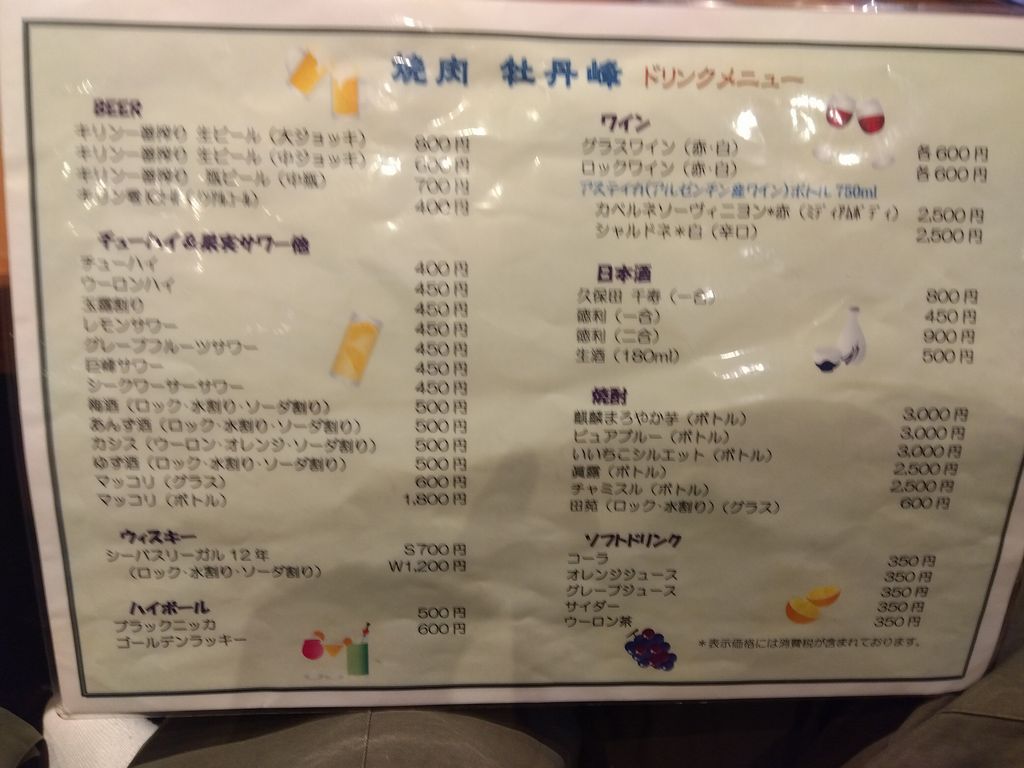 焼肉 牡丹峰 ドリンクメニュー
BEER
キリン一番搾り 生ビール（大ジョッキ） 800円
キリン一番搾り 生ビール（中ジョッキ） 600円
キリン一番搾り 瓶ビール（中瓶） 700円
キリン 400円
チューハイ&果実サワー他
チューハイ 400円
ウーロンハイ 450円
玉露割り 450円
レモンサワー 450円
グレープフルーツサワー 450円
巨峰サワー 450円
シークワーサーサワー 450円
梅酒（ロック・水割り・ソーダ割り） 500円
あんず酒（ロック・水割り・ソーダ割り） 500円
カシス（ウーロン・オレンジ・ソーダ割り） 500円
ゆず酒（ロック・水割り・ソーダ割り） 500円
マッコリ（グラス） 600円
マッコリ（ボトル） 1,800円
ウィスキー
シーバスリーガル 12年 S700円
（ロック・水割り・ソーダ割り） W1,200円
ハイボール
ブラックニッカ 500円
ゴールデンラッキー 600円
ワイン
グラスワイン（赤・白） 各600円
ロックワイン（赤・白） 各600円
アスティカ(アルゼンチン産ワイン)ボトル 750ml
カベルネソーヴィニヨン*赤（ミディアムボディ） 2,500円
シャルドネ*白（辛口） 2,500円
日本酒
久保田 千寿（一合） 800円
徳利（一合） 450円
徳利（二合） 900円
生酒（180ml） 500円
焼酎
麒麟まろやか芋（ボトル） 3,000円
ピュアブルー（ボトル） 3,000円
いいちこシルエット（ボトル） 3,000円
眞露（ボトル） 2,500円
チャミスル（ボトル） 2,500円
田苑（ロック・水割り）（グラス） 600円
ソフトドリンク
コーラ 350円
オレンジジュース 350円
グレープジュース 350円
サイダー 350円
ウーロン茶 350円
*表示価格には消費税が含まれております。